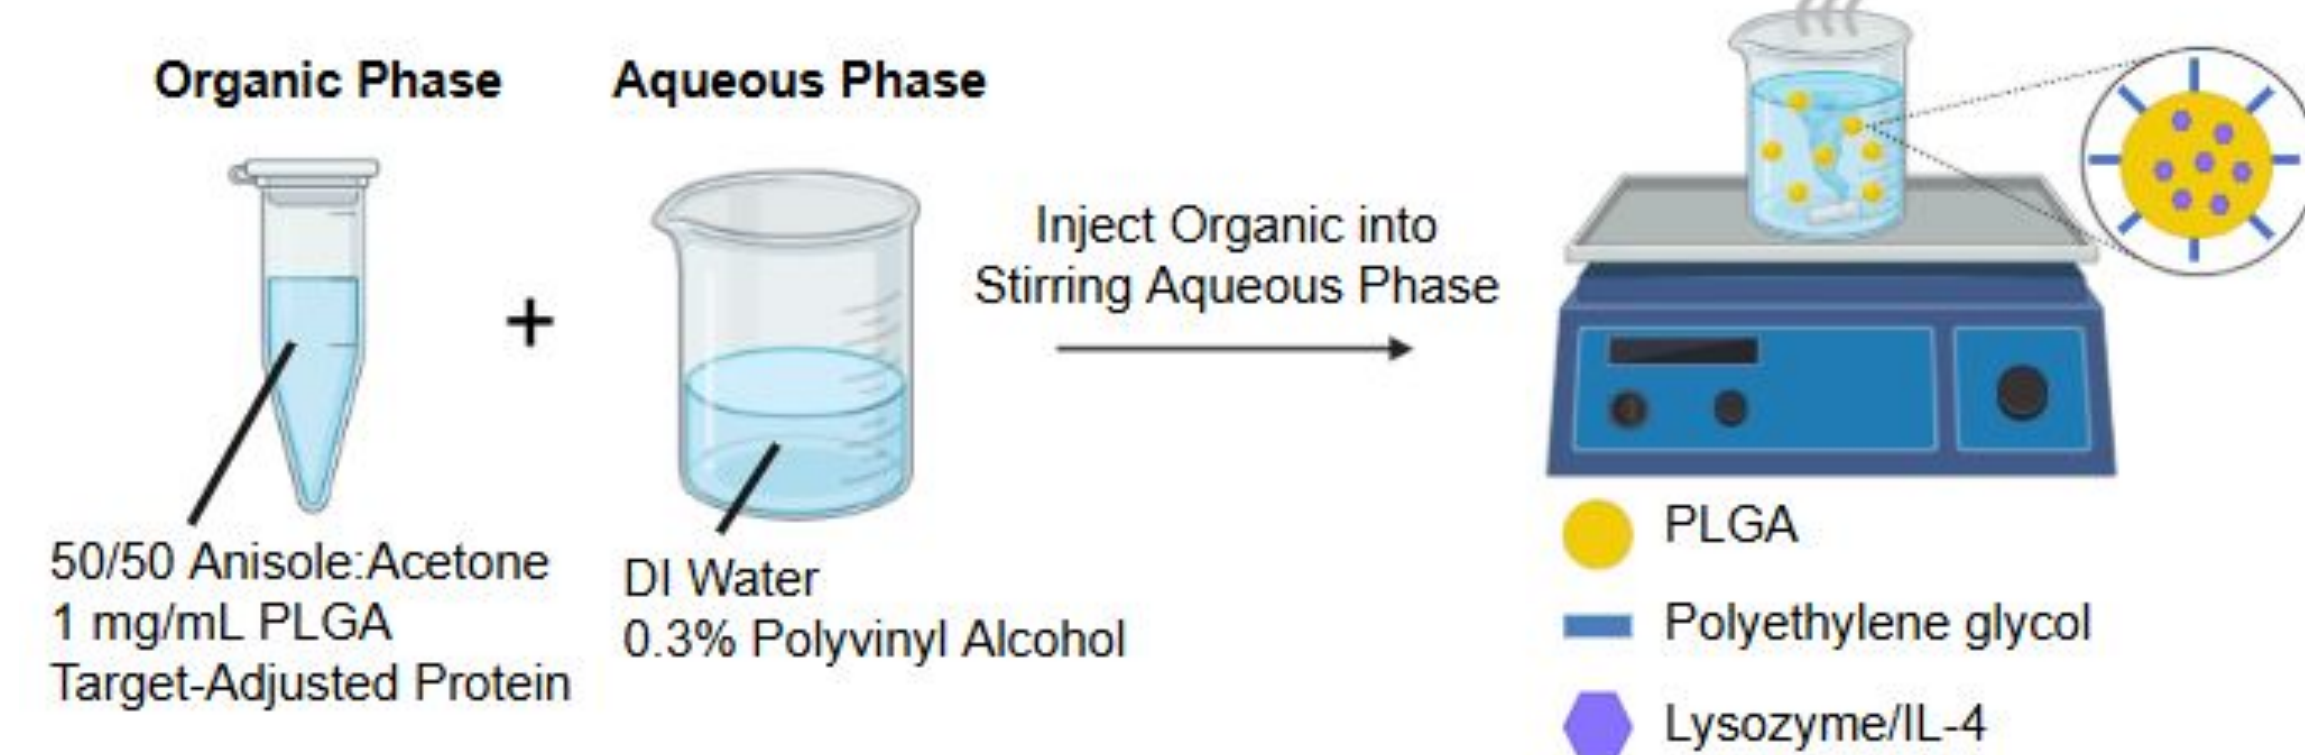 Organic Phase
Aqueous Phase
50/50 Anisole:Acetone
1 mg/mL PLGA
Target-Adjusted Protein
DI Water
0.3% Polyvinyl Alcohol
Inject Organic into
Stirring Aqueous Phase
PLGA
Polyethylene glycol
Lysozyme/IL-4